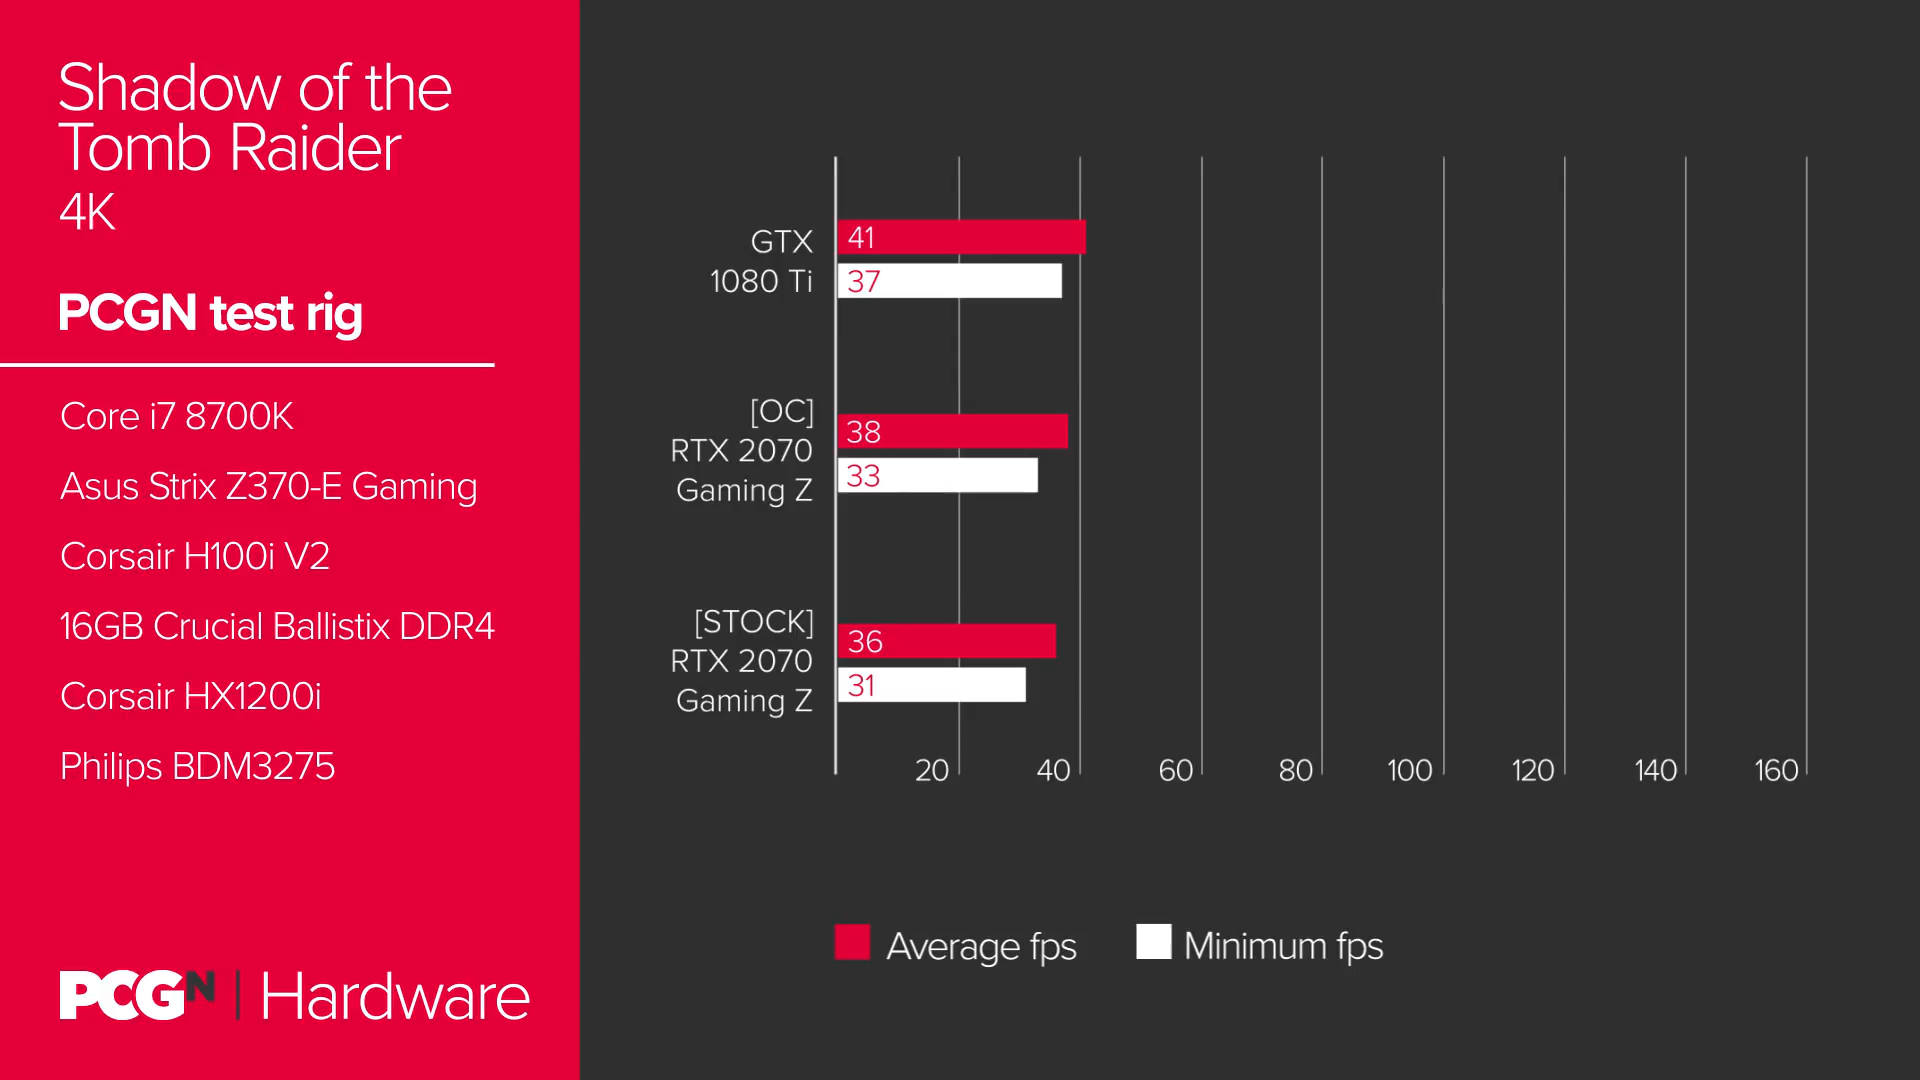 Shadow of the
Tomb Raider
4K
PCGN test rig
Core i7 8700K
Asus Strix Z370-E Gaming
Corsair H100i V2
16GB Crucial Ballistix DDR4
Corsair HX1200i
Philips BDM3275
PCGN | Hardware
GTX
1080 Ti
41
37
[OC]
RTX 2070
Gaming Z
38
33
[STOCK]
RTX 2070
Gaming Z
36
31
20 40 60 80 100 120 140 160
Average fps Minimum fps